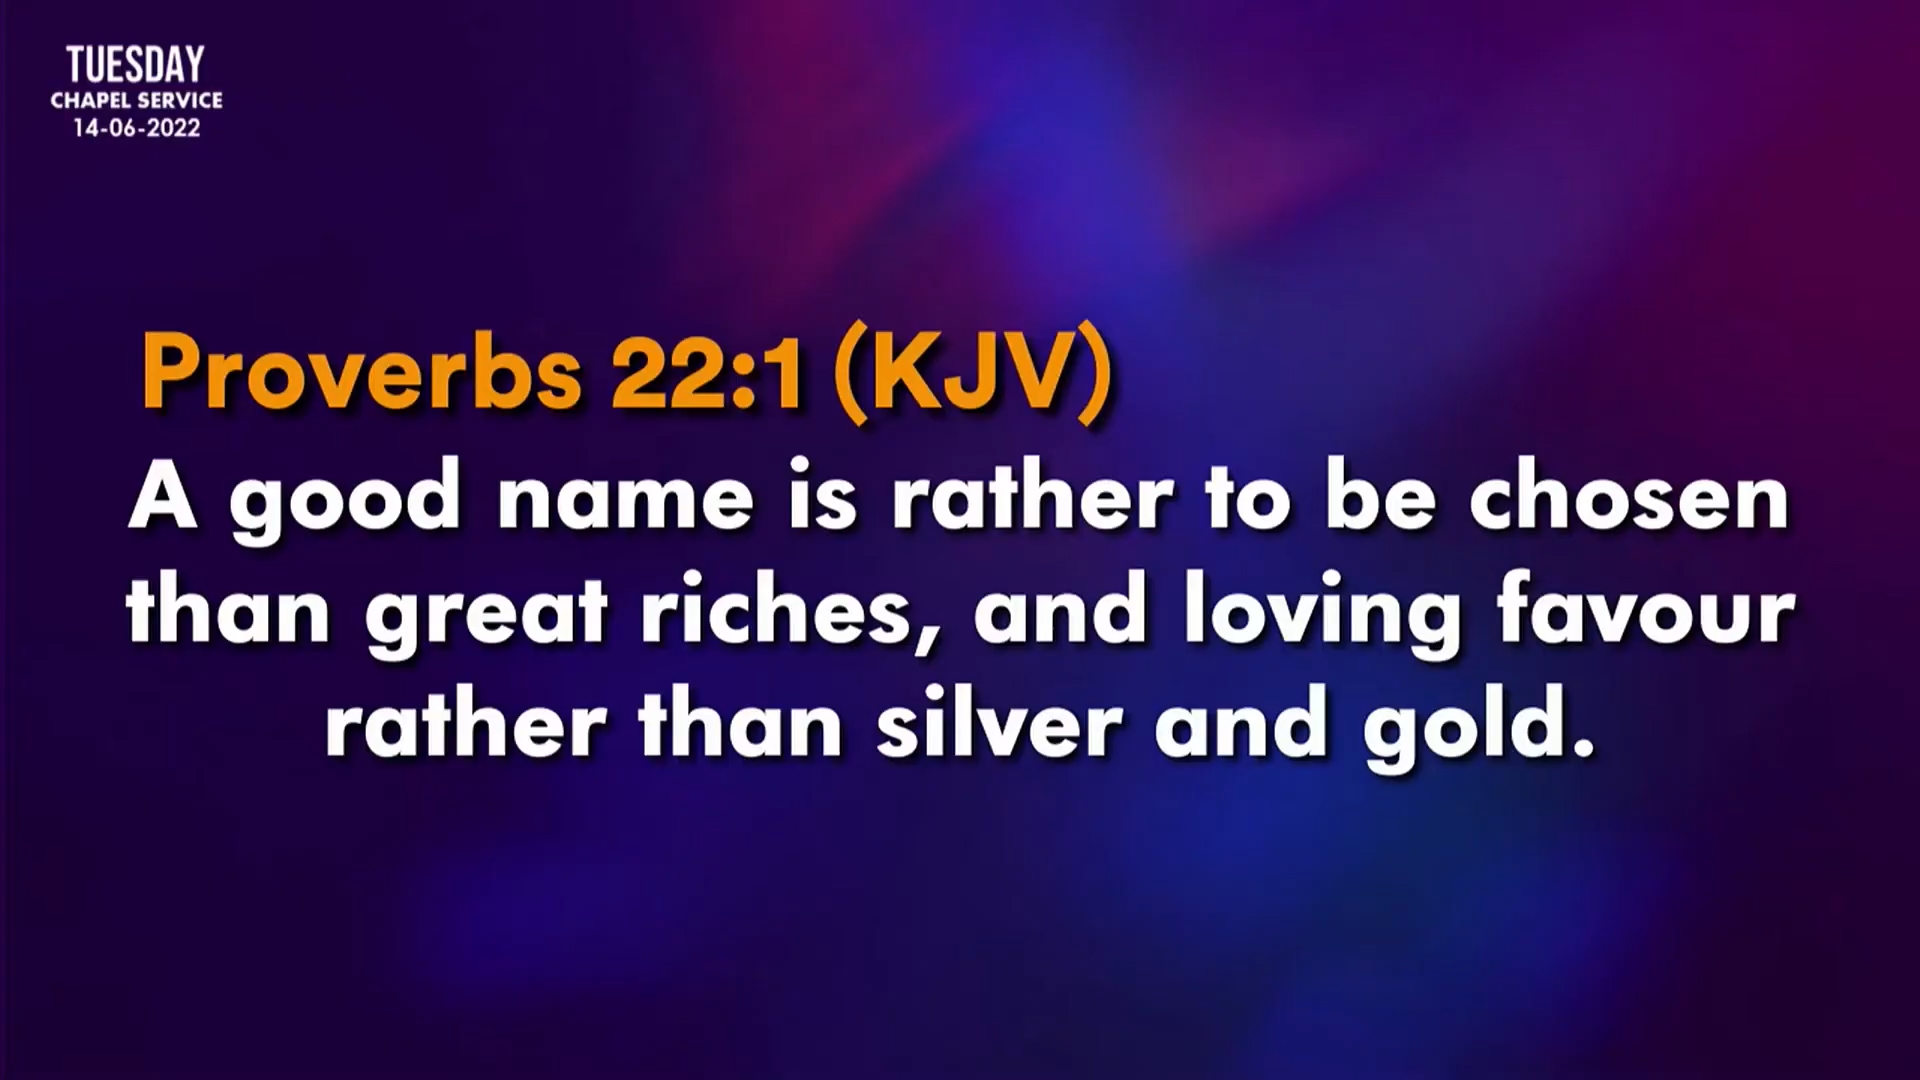 TUESDAY
CHAPEL SERVICE
14-06-2022
Proverbs 22:1 (KJV)
A good name is rather to be chosen
than great riches, and loving favour
rather than silver and gold.